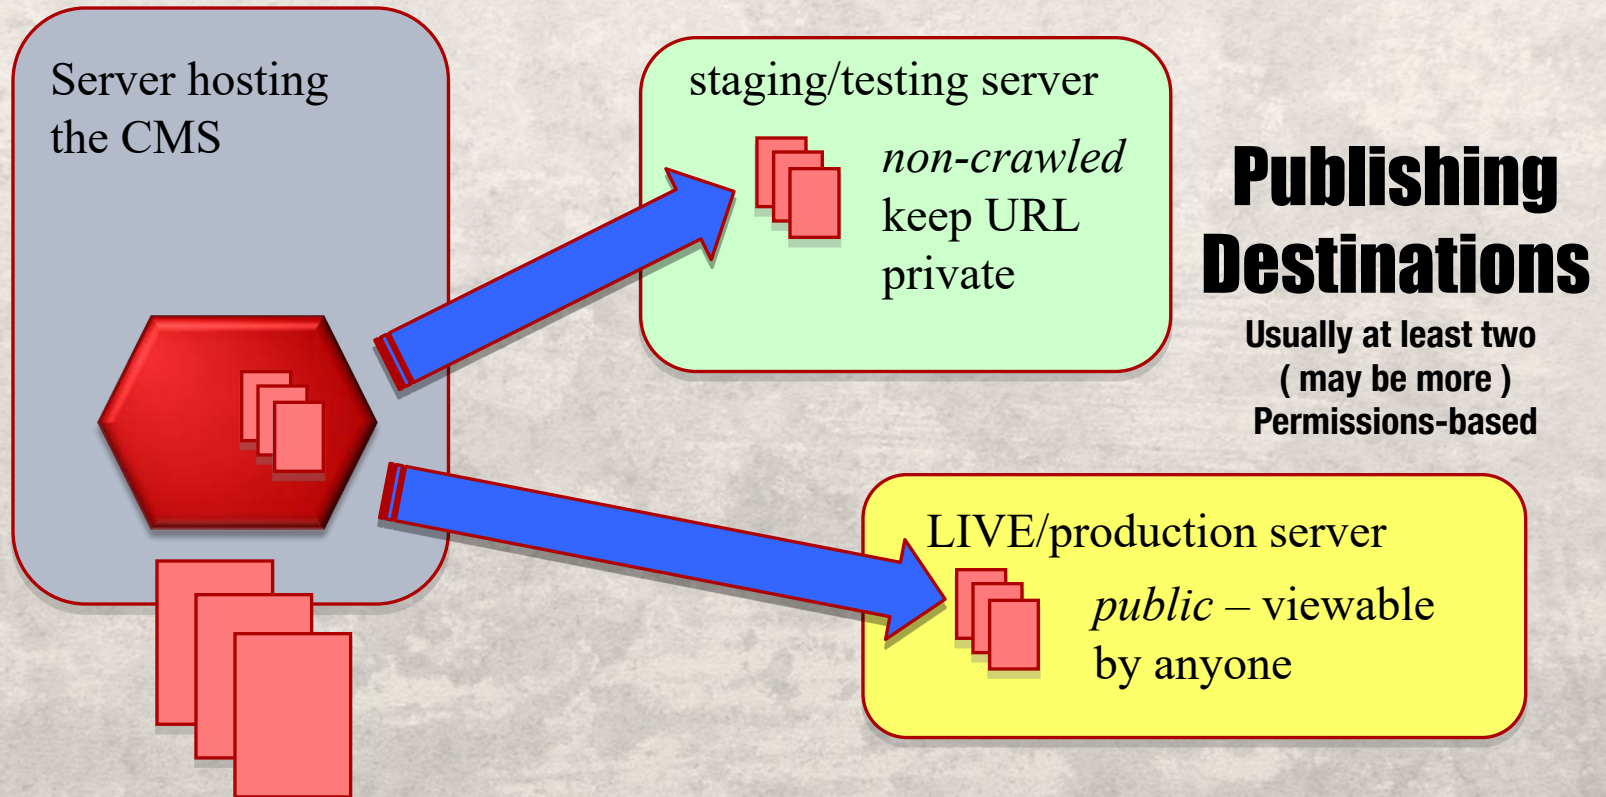 Server hosting
the CMS
staging/testing server
non-crawled
keep URL
private
Publishing
Destinations
Usually at least two
( may be more )
Permissions-based
LIVE/production server
public – viewable
by anyone